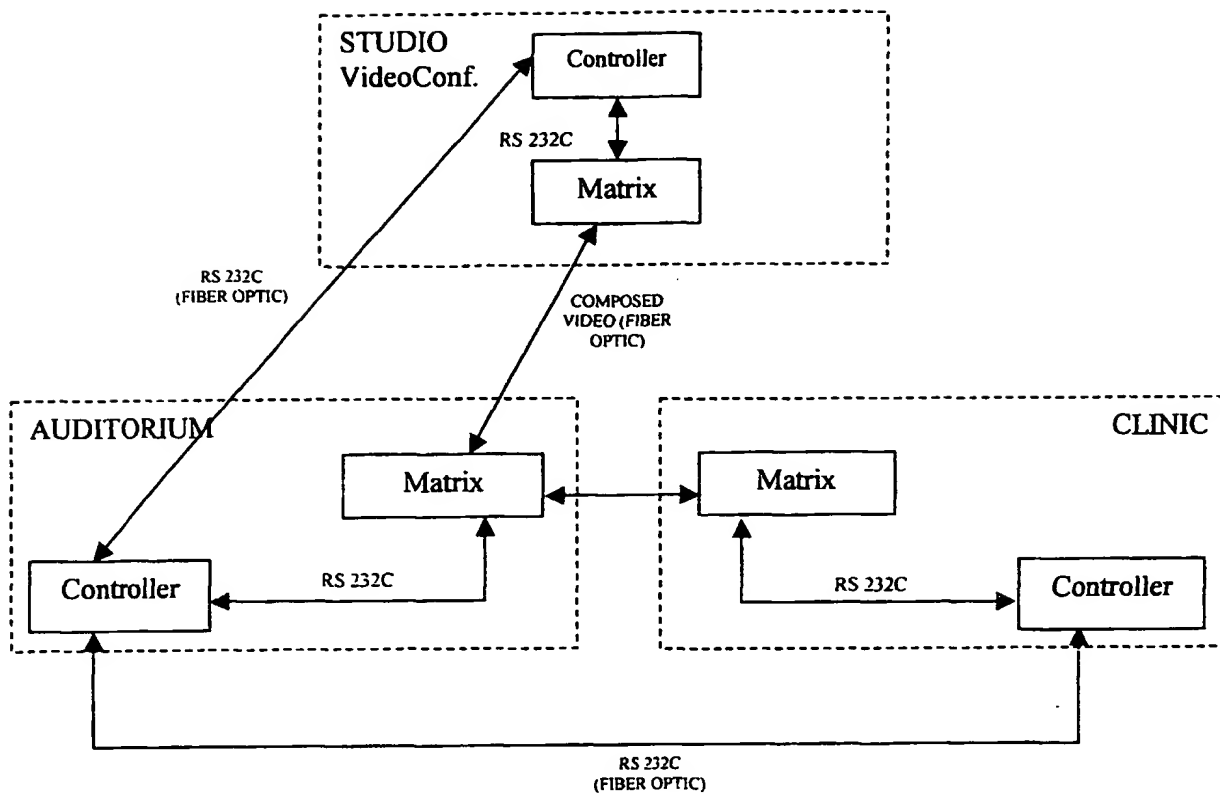 STUDIO
VideoConf.
Controller
RS 232C
Matrix
RS 232C
(FIBER OPTIC)
COMPOSED
VIDEO (FIBER
OPTIC)
AUDITORIUM
Matrix
Controller
RS 232C
CLINIC
Matrix
RS 232C
Controller
RS 232C
(FIBER OPTIC)